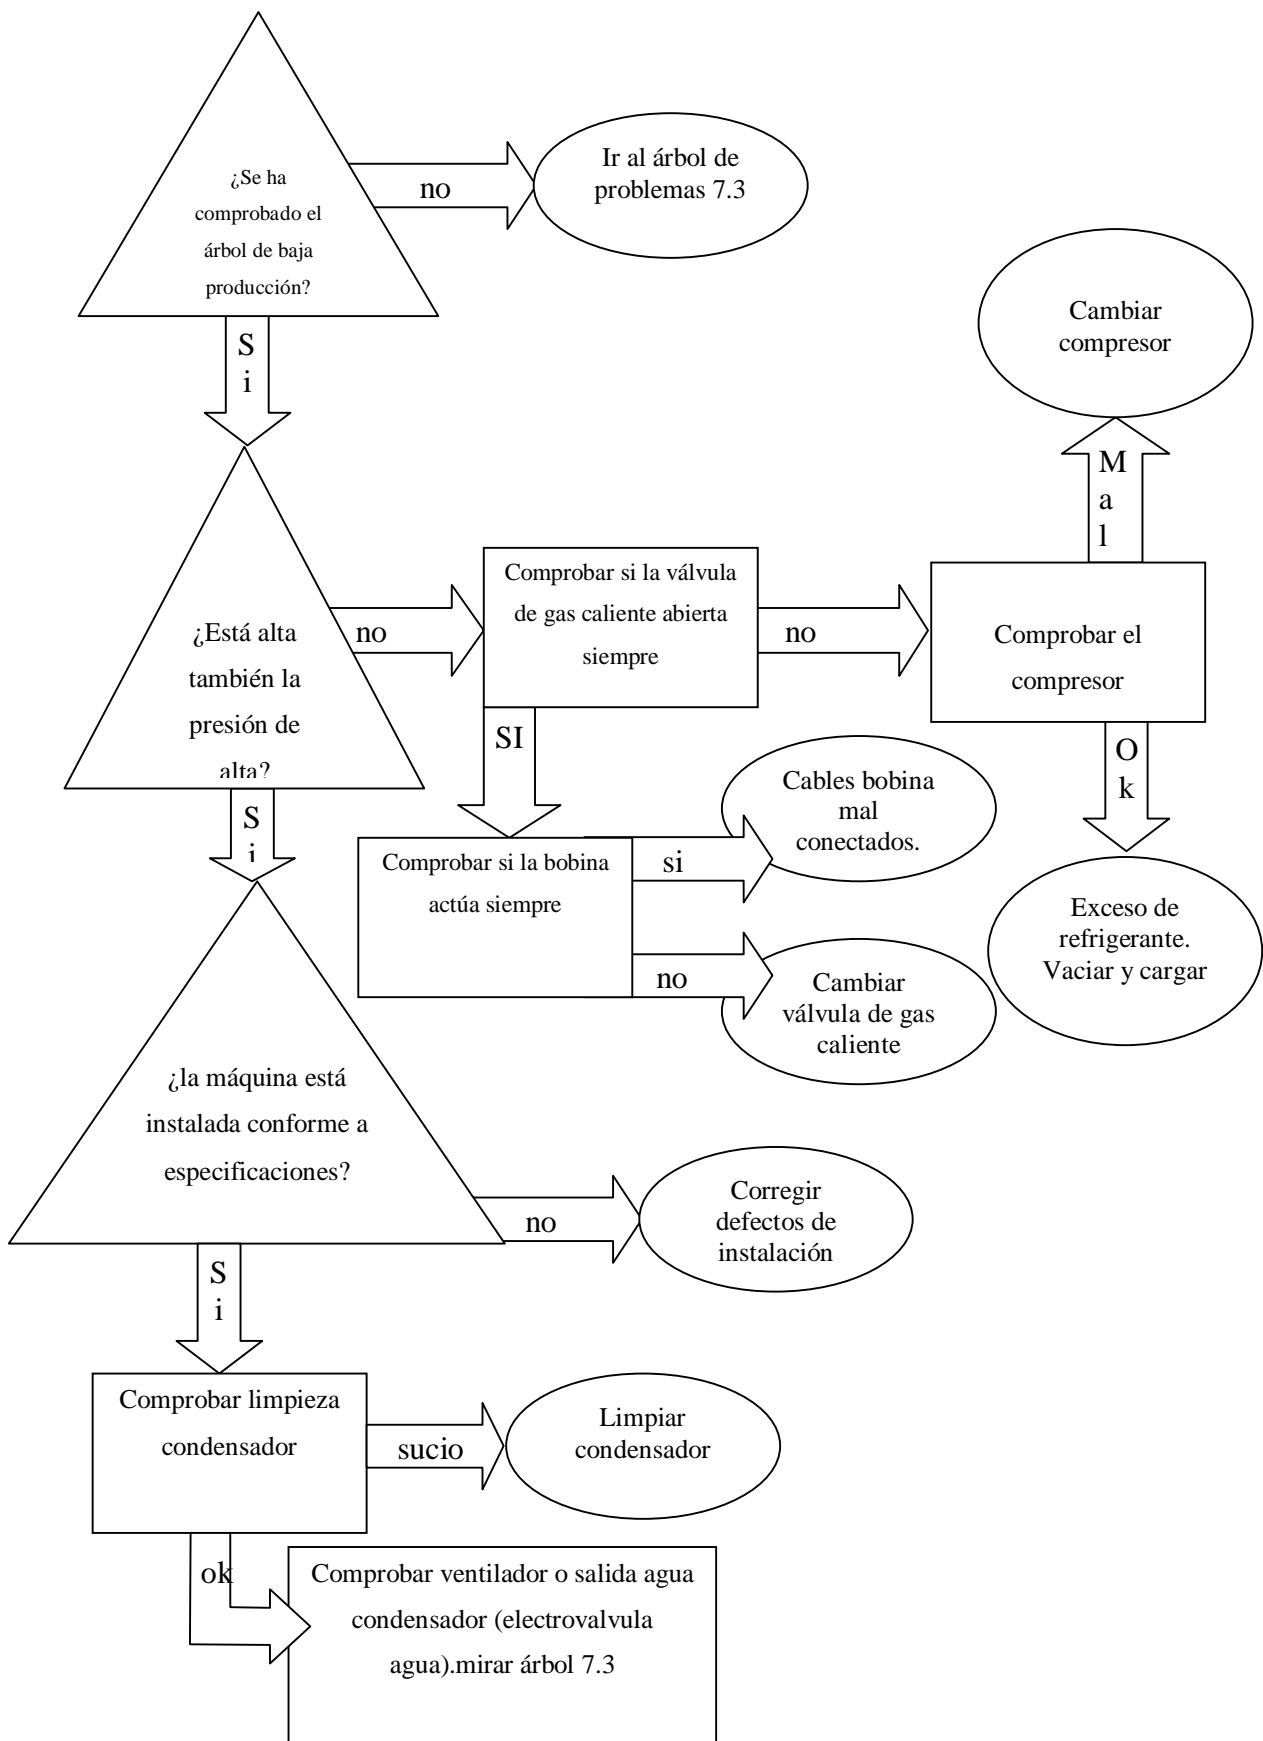 ¿Se ha
comprobado el
árbol de baja
producción?
no
Ir al árbol de
problemas 7.3
S
i
Cambiar
compresor
M
a
l
¿Está alta
también la
presión de
alta?
no
Comprobar si la válvula
de gas caliente abierta
siempre
no
Comprobar el
compresor
SI
O
k
S
i
Comprobar si la bobina
actúa siempre
si
Cables bobina
mal
conectados.
no
Cambiar
válvula de gas
caliente
Exceso de
refrigerante.
Vaciar y cargar
¿la máquina está
instalada conforme a
especificaciones?
no
Corregir
defectos de
instalación
S
i
Comprobar limpieza
condensador
sucio
Limpiar
condensador
ok
Comprobar ventilador o salida agua
condensador (electrovalvula
agua).mirar árbol 7.3